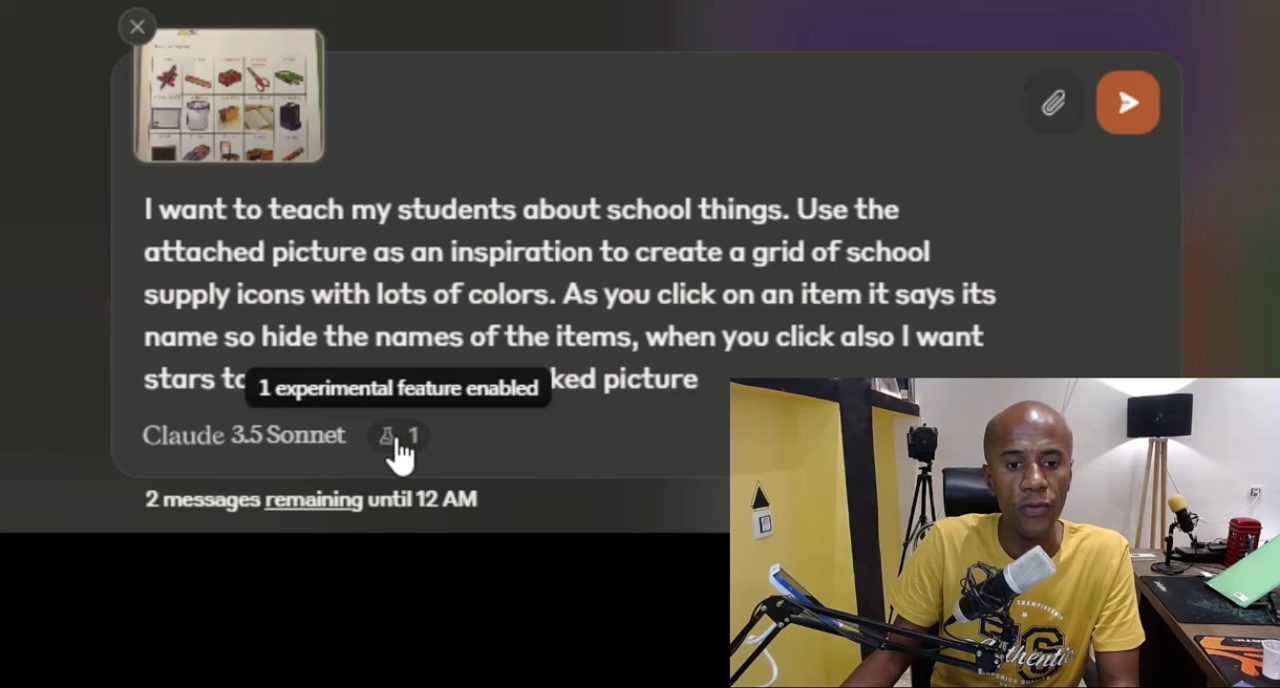 I want to teach my students about school things. Use the
attached picture as an inspiration to create a grid of school
supply icons with lots of colors. As you click on an item it says its
name so hide the names of the items, when you click also I want
stars ked picture
1 experimental feature enabled
Claude 3.5 Sonnet 1
2 messages remaining until 12 AM
CHAMPIONSHIP
Authentic